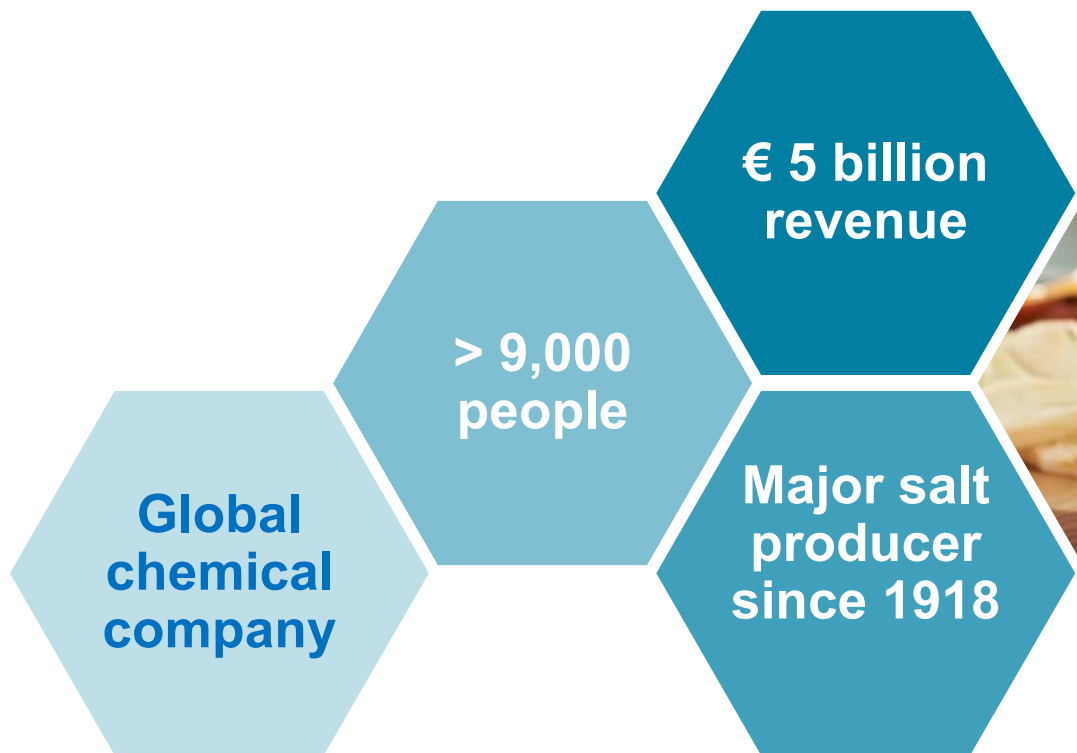 € 5 billion
revenue
> 9,000
people
Global
chemical
company
Major salt
producer
since 1918